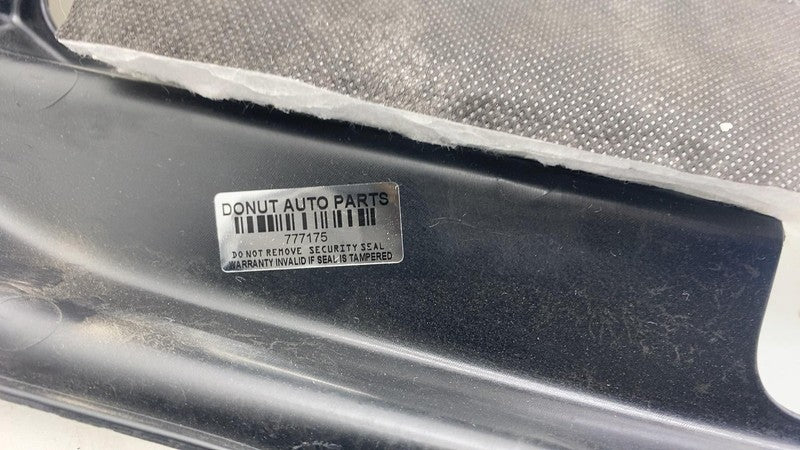 DONUT AUTO PARTS
777175
DO NOT REMOVE SECURITY SEAL
WARRANTY INVALID IF SEAL IS TAMPERED